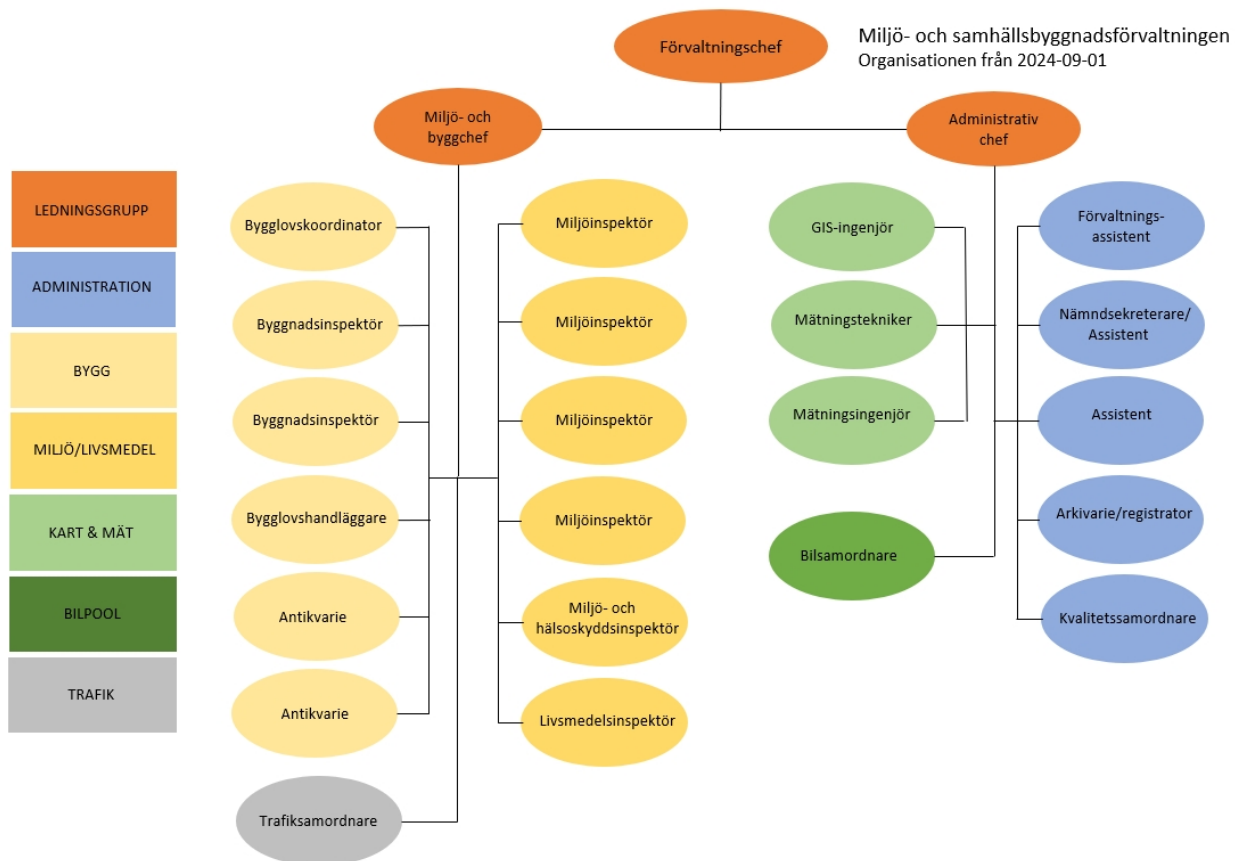 Förvaltningschef
Miljö- och samhällsbyggnadsförvaltningen
Organisationen från 2024-09-01
Miljö- och
byggchef
Administrativ
chef
LEDNINGSGRUPP
ADMINISTRATION
BYGG
MILJÖ/LIVSMEDEL
KART & MÄT
BILPOOL
TRAFIK
Bygglovskoordinator
Byggnadsinspektör
Byggnadsinspektör
Bygglovshandläggare
Antikvarie
Antikvarie
Trafiksamordnare
Miljöinspektör
Miljöinspektör
Miljöinspektör
Miljöinspektör
Miljö- och
hälsoskyddsinspektör
Livsmedelsinspektör
GIS-ingenjör
Mätningstekniker
Mätningsingenjör
Bilsamordnare
Förvaltnings-
assistent
Nämndsekreterare/
Assistent
Assistent
Arkivarie/registrator
Kvalitetssamordnare